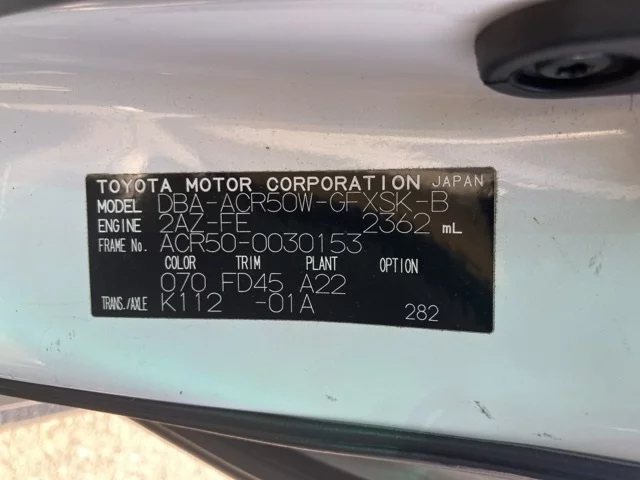 TOYOTA MOTOR CORPORATION JAPAN
MODEL DBA-ACR50W-GFXSK-B
ENGINE 2AZ-FE 2362 mL
FRAME No. ACR50-0030153
COLOR TRIM PLANT OPTION
070 FD45 A22
TRANS./AXLE K112 -01A 282